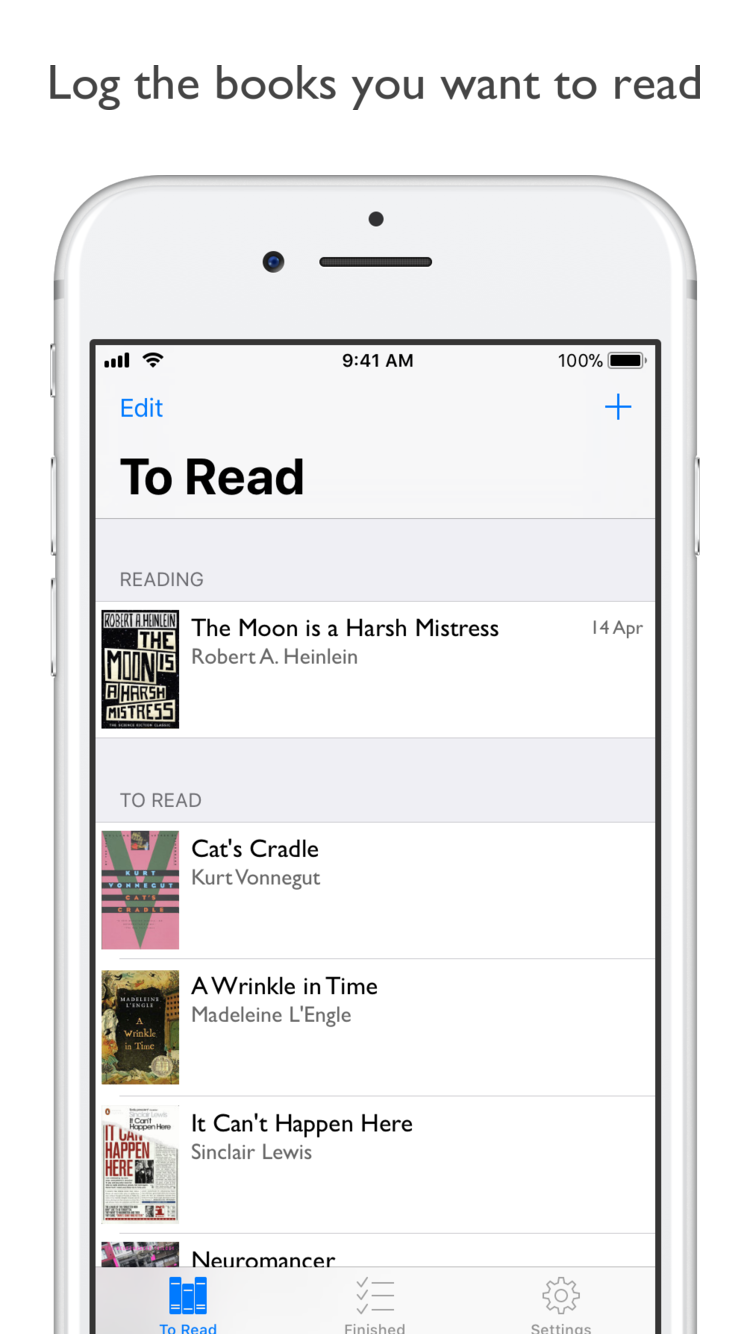 Log the books you want to read
9:41 AM
100%
Edit
To Read
READING
ROBERT A. HEINLEIN
THE
MOON IS
A HARSH
MISTRESS
The Moon is a Harsh Mistress
14 Apr
Robert A. Heinlein
TO READ
KURT
VONNEGUT
CAT'S
CRADLE
Cat's Cradle
Kurt Vonnegut
MADELEINE
L'ENGLE
A
Wrinkle
in Time
A Wrinkle in Time
Madeleine L'Engle
Sinclair Lewis
It Can't
Happen Here
IT CAN'T
HAPPEN
HERE
It Can't Happen Here
Sinclair Lewis
Neuromancer
To Read
Finished
Settings